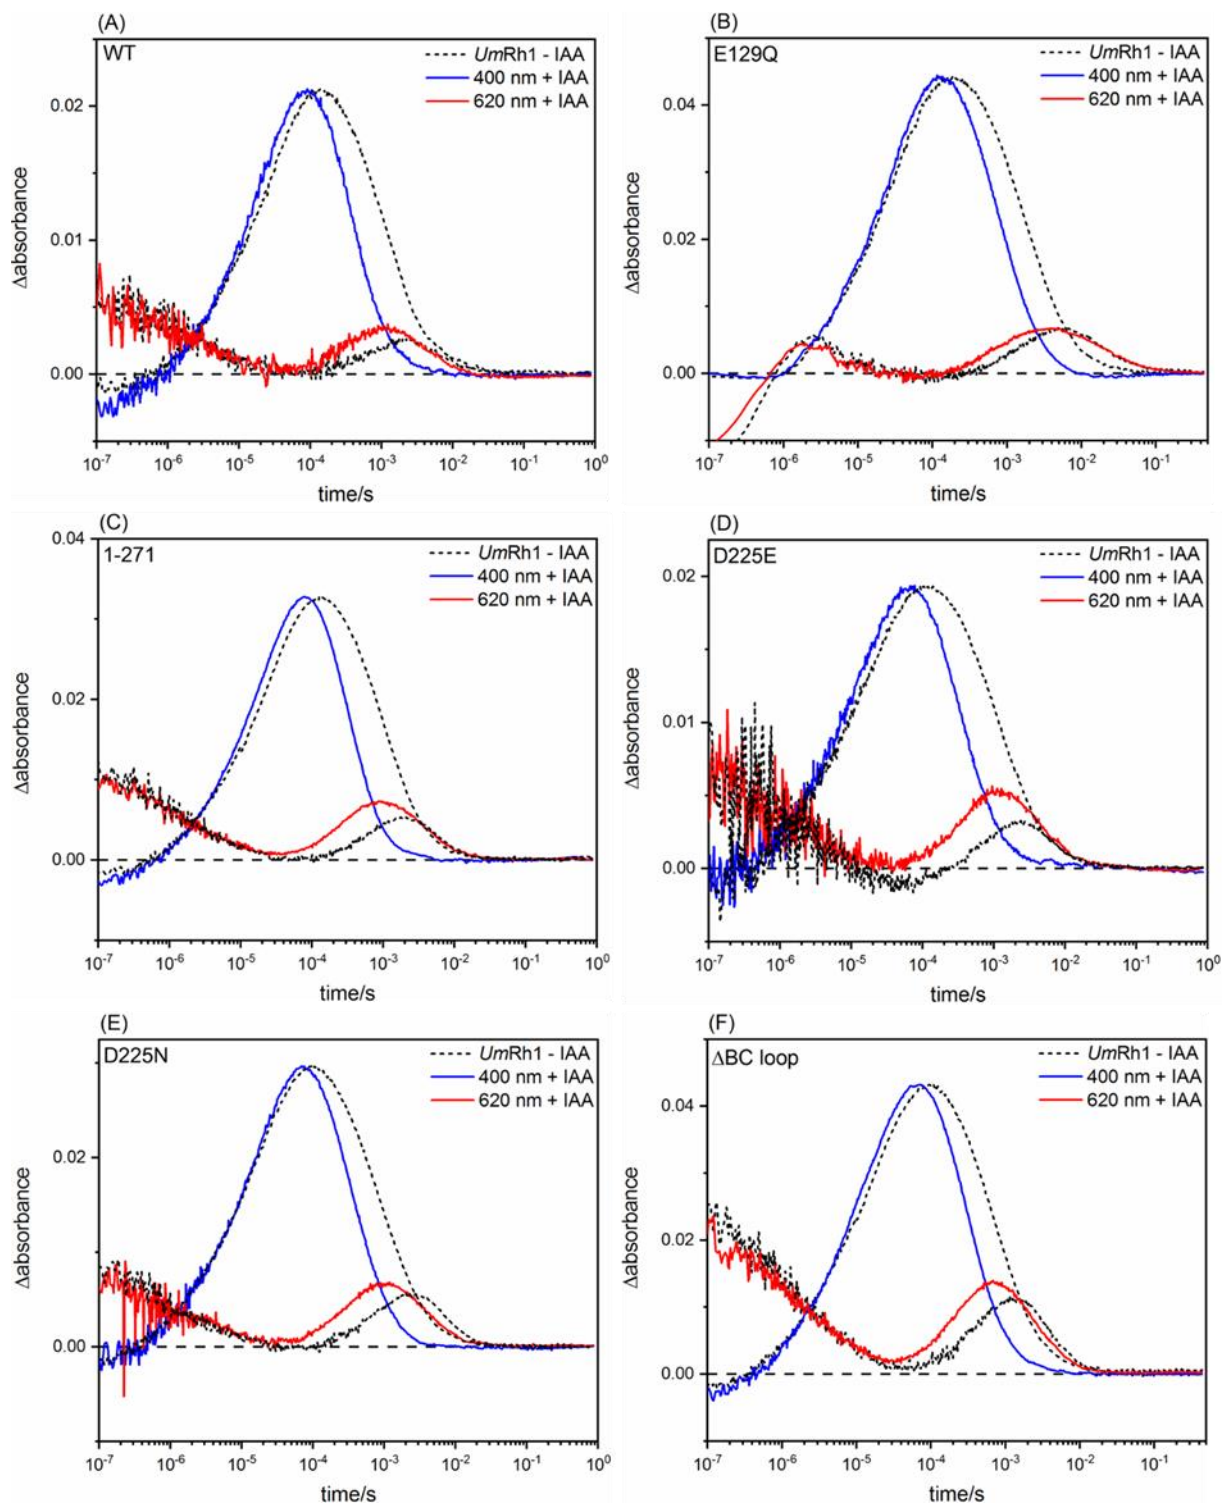 (A)
WT
UmRh1 - IAA
400 nm + IAA
620 nm + IAA
0.02
0.01
0.00
Δabsorbance
10⁻⁷ 10⁻⁶ 10⁻⁵ 10⁻⁴ 10⁻³ 10⁻² 10⁻¹ 10⁰
time/s
(B)
E129Q
UmRh1 - IAA
400 nm + IAA
620 nm + IAA
0.04
0.02
0.00
Δabsorbance
10⁻⁷ 10⁻⁶ 10⁻⁵ 10⁻⁴ 10⁻³ 10⁻² 10⁻¹
time/s
(C)
1-271
UmRh1 - IAA
400 nm + IAA
620 nm + IAA
0.04
0.02
0.00
Δabsorbance
10⁻⁷ 10⁻⁶ 10⁻⁵ 10⁻⁴ 10⁻³ 10⁻² 10⁻¹ 10⁰
time/s
(D)
D225E
UmRh1 - IAA
400 nm + IAA
620 nm + IAA
0.02
0.01
0.00
Δabsorbance
10⁻⁷ 10⁻⁶ 10⁻⁵ 10⁻⁴ 10⁻³ 10⁻² 10⁻¹ 10⁰
time/s
(E)
D225N
UmRh1 - IAA
400 nm + IAA
620 nm + IAA
0.02
0.00
Δabsorbance
10⁻⁷ 10⁻⁶ 10⁻⁵ 10⁻⁴ 10⁻³ 10⁻² 10⁻¹ 10⁰
time/s
(F)
ΔBC loop
UmRh1 - IAA
400 nm + IAA
620 nm + IAA
0.04
0.02
0.00
Δabsorbance
10⁻⁷ 10⁻⁶ 10⁻⁵ 10⁻⁴ 10⁻³ 10⁻² 10⁻¹
time/s